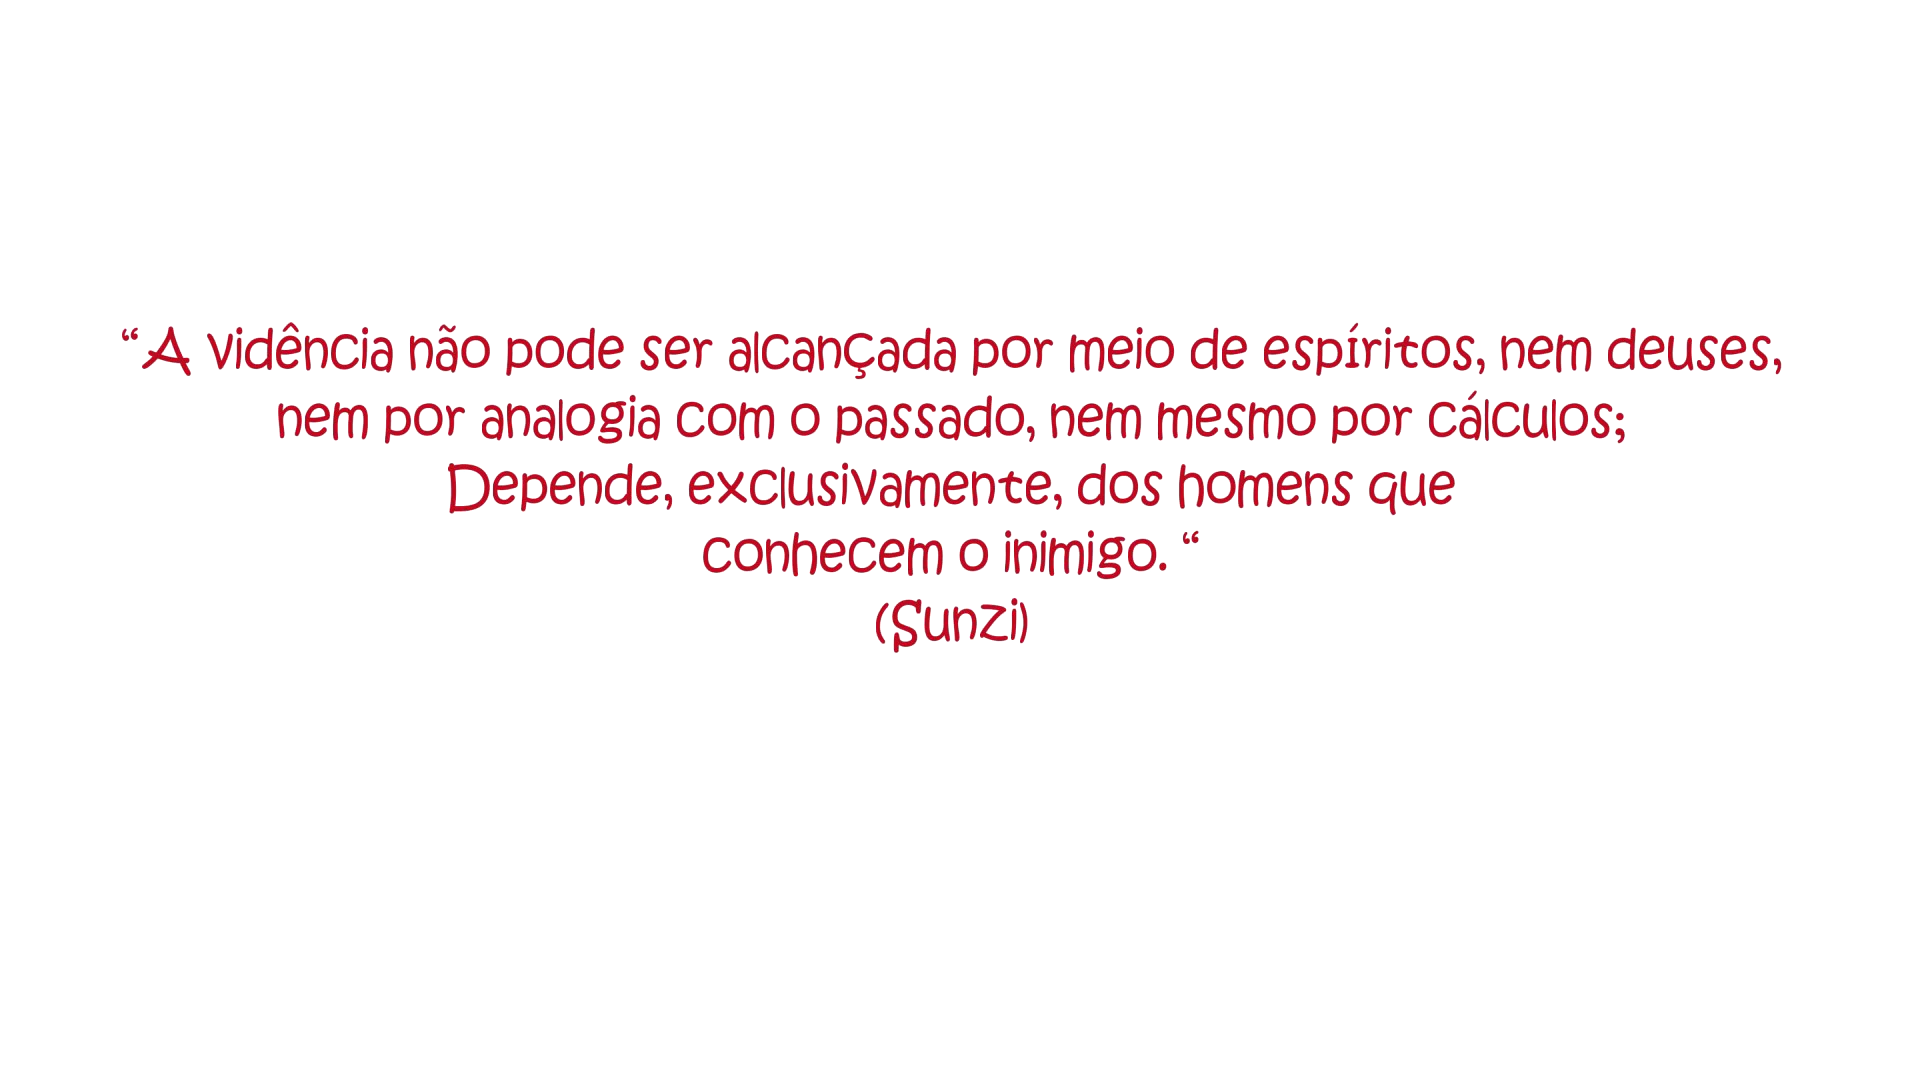 “A vidência não pode ser alcançada por meio de espíritos, nem deuses,
nem por analogia com o passado, nem mesmo por cálculos;
Depende, exclusivamente, dos homens que
conhecem o inimigo. “
(Sunzi)